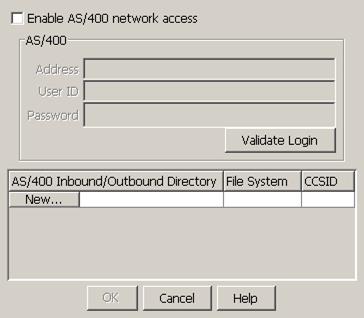 Enable AS/400 network access
AS/400
Address
User ID
Password
Validate Login
AS/400 Inbound/Outbound Directory File System CCSID
New...
OK Cancel Help